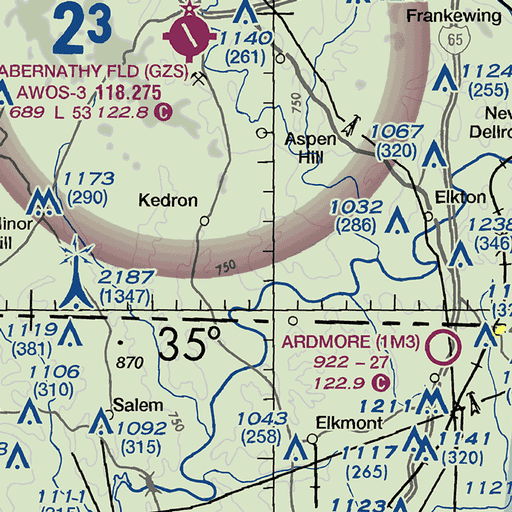 23
Frankewing
1140
(261)
65
ABERNATHY FLD (GZS)
AWOS-3 118.275
689 L 53 122.8 C
750
1124
(255)
Aspen
Hill
1067
(320)
1173
(290)
Kedron
1032
(286)
Elkton
1238
(346)
750
2187
(1347)
1119
(381)
870
35°
ARDMORE (1M3)
922 - 27
122.9 C
1106
(310)
Salem
1092
(315)
750
1043
(258)
Elkmont
1211
1117
(265)
1141
(320)
1121
1123